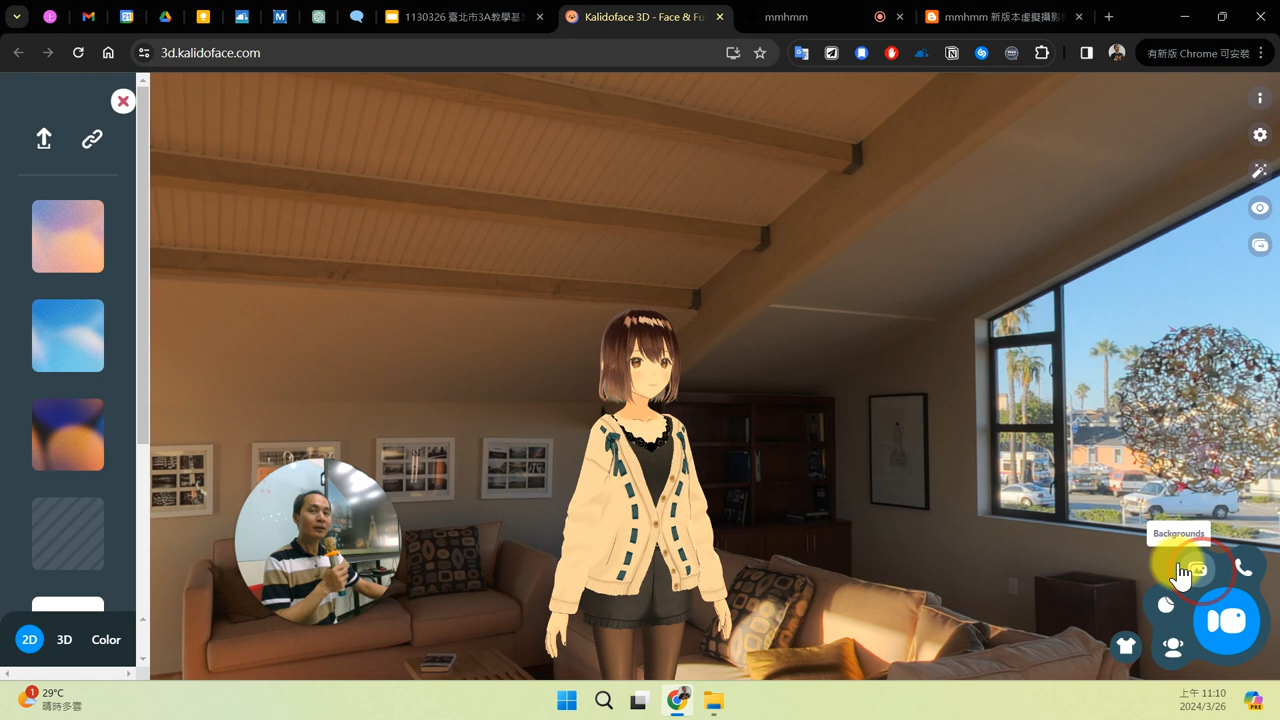 1130326 臺北市3A教學基
Kalidoface 3D - Face & Fu
mmhmm
mmhmm 新版本虛擬攝影
3d.kalidoface.com
有新版 Chrome 可安裝
2D
3D
Color
Backgrounds
1
29°C
晴時多雲
上午 11:10
2024/3/26
PRE